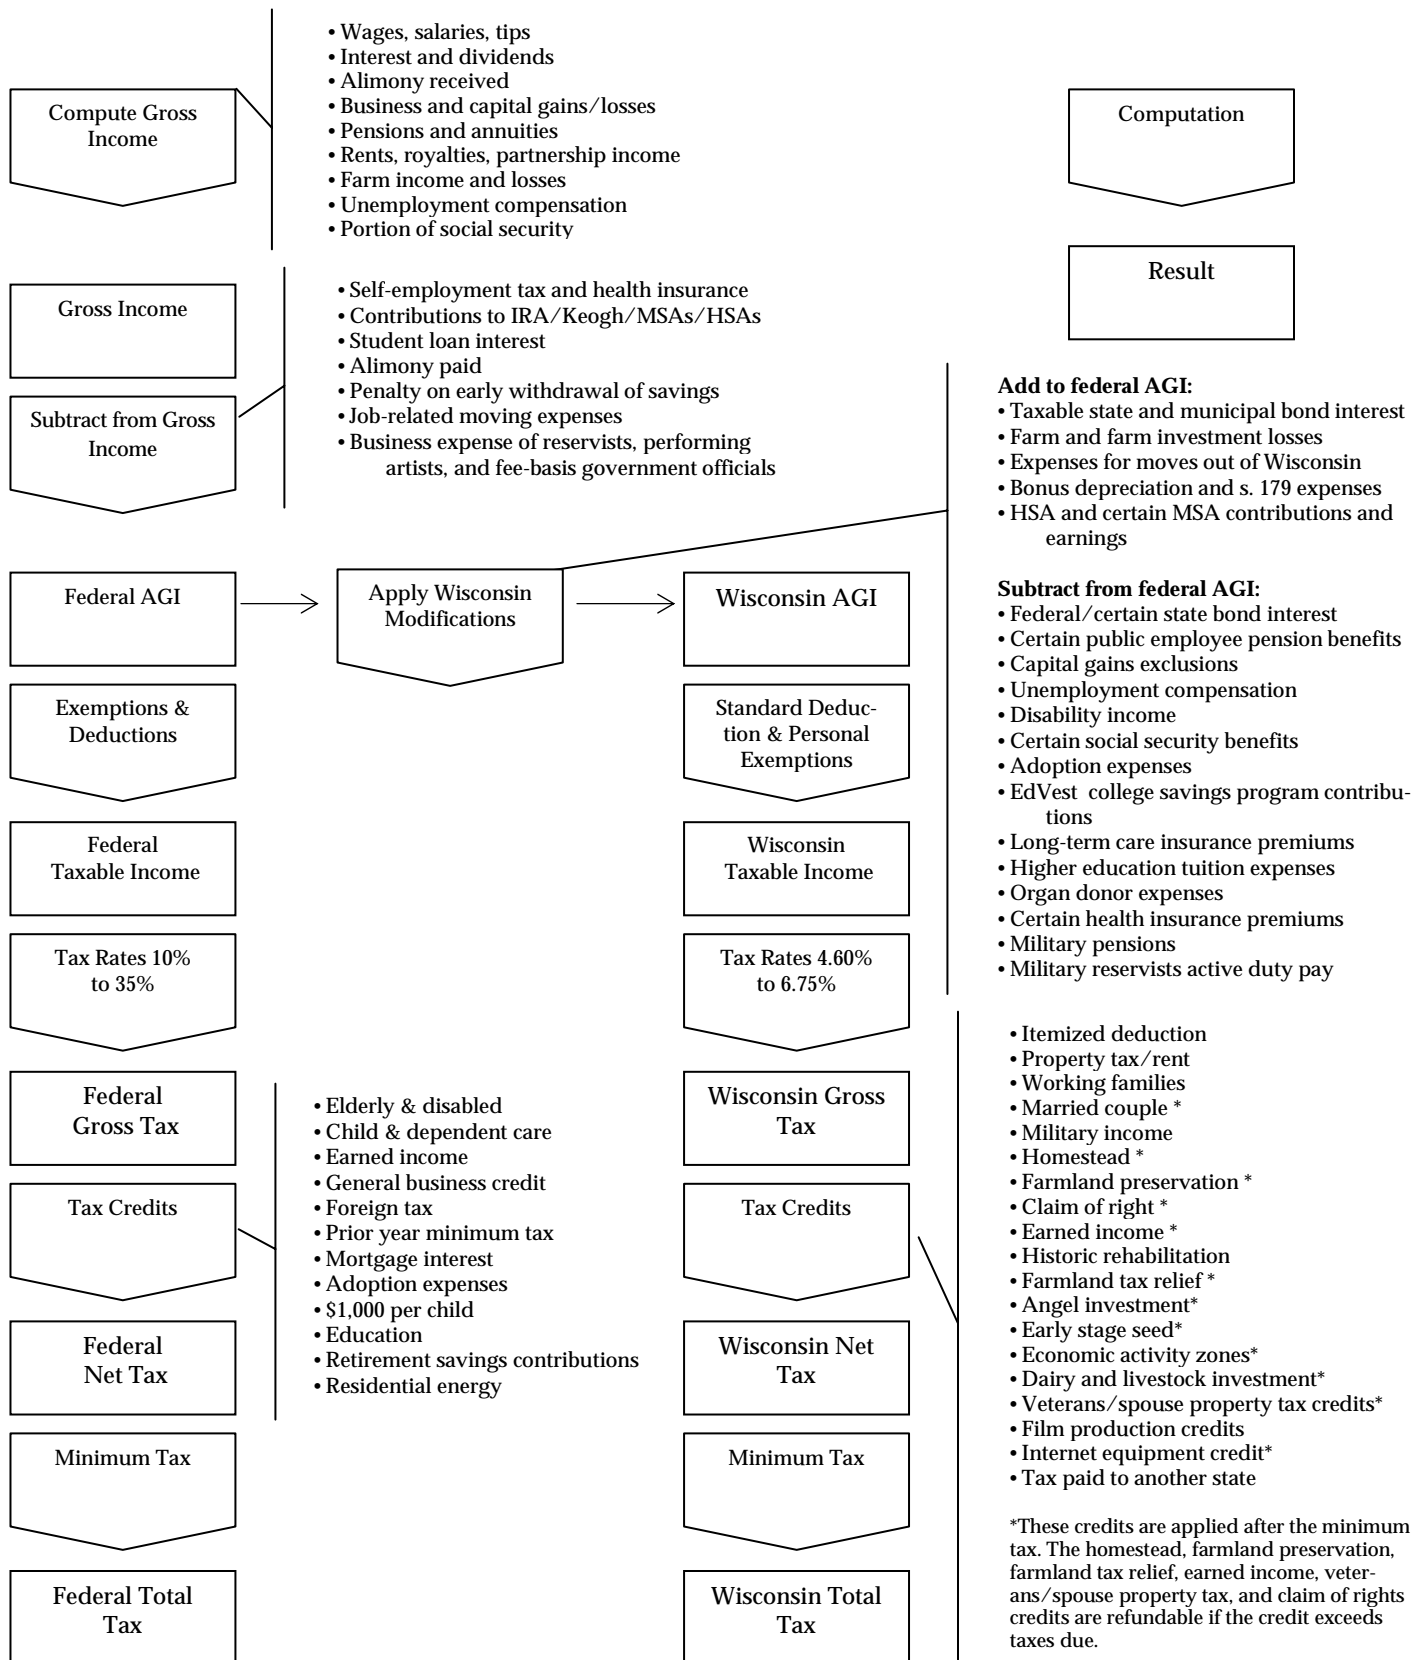 • Wages, salaries, tips
• Interest and dividends
• Alimony received
• Business and capital gains/losses
• Pensions and annuities
• Rents, royalties, partnership income
• Farm income and losses
• Unemployment compensation
• Portion of social security
Compute Gross
Income
Computation
Result
Gross Income
• Self-employment tax and health insurance
• Contributions to IRA/Keogh/MSAs/HSAs
• Student loan interest
• Alimony paid
• Penalty on early withdrawal of savings
• Job-related moving expenses
• Business expense of reservists, performing
artists, and fee-basis government officials
Subtract from Gross
Income
Add to federal AGI:
• Taxable state and municipal bond interest
• Farm and farm investment losses
• Expenses for moves out of Wisconsin
• Bonus depreciation and s. 179 expenses
• HSA and certain MSA contributions and
earnings
Federal AGI
Apply Wisconsin
Modifications
Wisconsin AGI
Subtract from federal AGI:
• Federal/certain state bond interest
• Certain public employee pension benefits
• Capital gains exclusions
• Unemployment compensation
• Disability income
• Certain social security benefits
• Adoption expenses
• EdVest college savings program contribu-
tions
• Long-term care insurance premiums
• Higher education tuition expenses
• Organ donor expenses
• Certain health insurance premiums
• Military pensions
• Military reservists active duty pay
Exemptions &
Deductions
Standard Deduc-
tion & Personal
Exemptions
Federal
Taxable Income
Wisconsin
Taxable Income
Tax Rates 10%
to 35%
Tax Rates 4.60%
to 6.75%
Federal
Gross Tax
• Elderly & disabled
• Child & dependent care
• Earned income
• General business credit
• Foreign tax
• Prior year minimum tax
• Mortgage interest
• Adoption expenses
• $1,000 per child
• Education
• Retirement savings contributions
• Residential energy
Wisconsin Gross
Tax
• Itemized deduction
• Property tax/rent
• Working families
• Married couple *
• Military income
• Homestead *
• Farmland preservation *
• Claim of right *
• Earned income *
• Historic rehabilitation
• Farmland tax relief *
• Angel investment*
• Early stage seed*
• Economic activity zones*
• Dairy and livestock investment*
• Veterans/spouse property tax credits*
• Film production credits
• Internet equipment credit*
• Tax paid to another state
Tax Credits
Tax Credits
Federal
Net Tax
Wisconsin Net
Tax
Minimum Tax
Minimum Tax
Federal Total
Tax
Wisconsin Total
Tax
*These credits are applied after the minimum
tax. The homestead, farmland preservation,
farmland tax relief, earned income, veter-
ans/spouse property tax, and claim of rights
credits are refundable if the credit exceeds
taxes due.